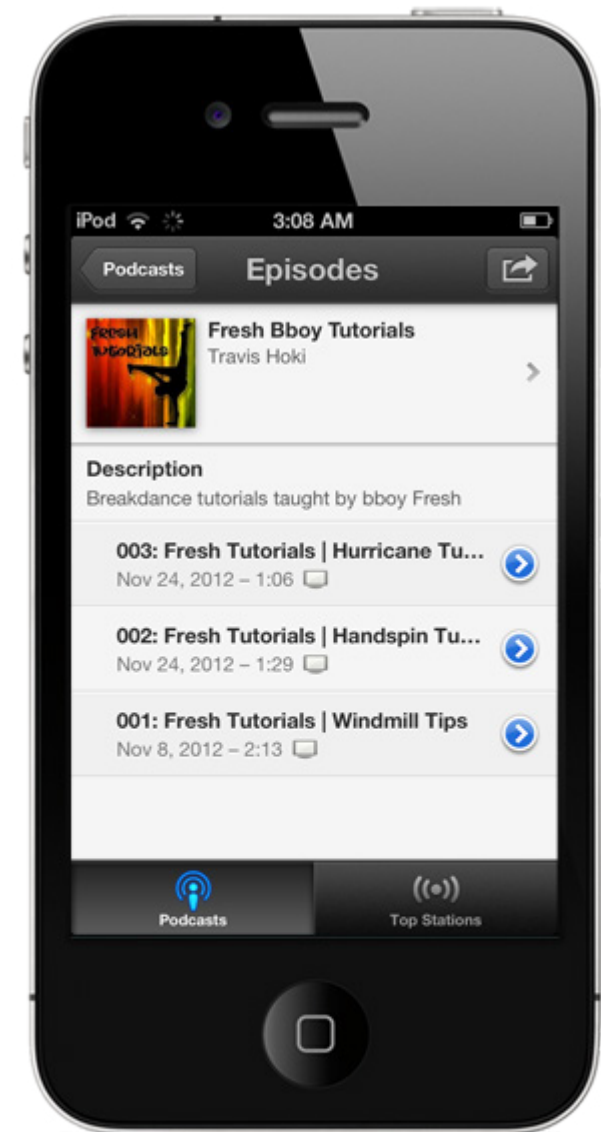 iPod 3:08 AM
Podcasts Episodes
FRESH
TUTORIALS
Fresh Bboy Tutorials
Travis Hoki
Description
Breakdance tutorials taught by bboy Fresh
003: Fresh Tutorials | Hurricane Tu...
Nov 24, 2012 – 1:06
002: Fresh Tutorials | Handspin Tu...
Nov 24, 2012 – 1:29
001: Fresh Tutorials | Windmill Tips
Nov 8, 2012 – 2:13
Podcasts Top Stations